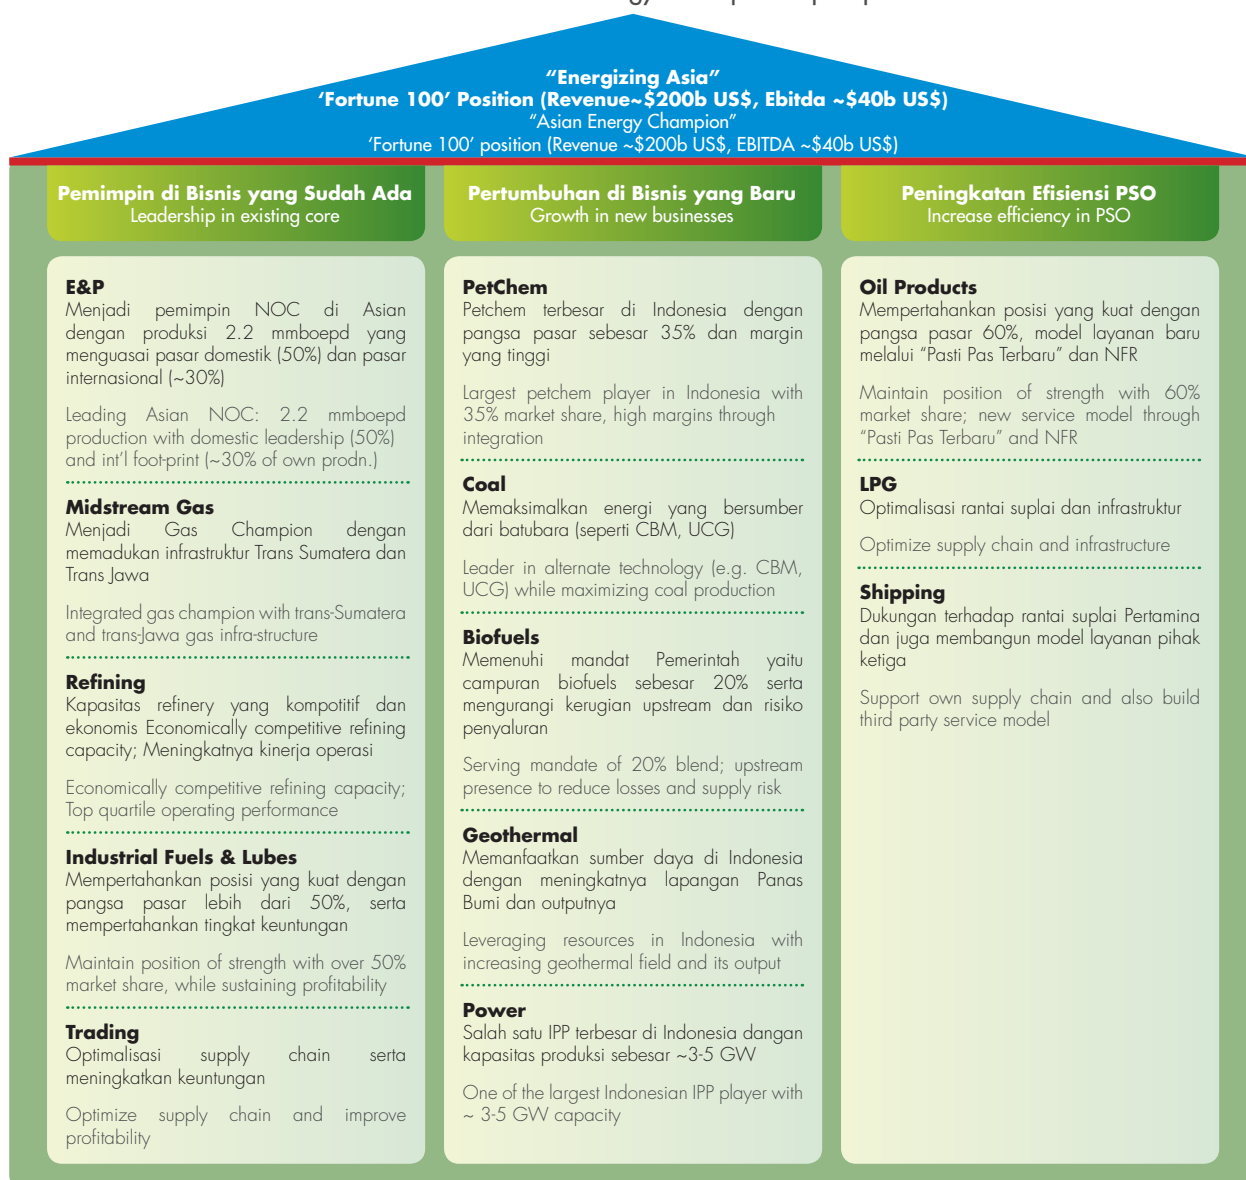 “Energizing Asia”
‘Fortune 100’ Position (Revenue~$200b US$, Ebitda ~$40b US$)
“Asian Energy Champion”
‘Fortune 100’ position (Revenue ~$200b US$, EBITDA ~$40b US$)
Pemimpin di Bisnis yang Sudah Ada
Leadership in existing core
E&P
Menjadi pemimpin NOC di Asian
dengan produksi 2.2 mmboepd yang
menguasai pasar domestik (50%) dan pasar
internasional (~30%)
Leading Asian NOC: 2.2 mmboepd
production with domestic leadership (50%)
and int’l foot-print (~30% of own prodn.)
Midstream Gas
Menjadi Gas Champion dengan
memadukan infrastruktur Trans Sumatera dan
Trans Jawa
Integrated gas champion with trans-Sumatera
and trans-Jawa gas infra-structure
Refining
Kapasitas refinery yang kompotitif dan
ekonomis Economically competitive refining
capacity; Meningkatnya kinerja operasi
Economically competitive refining capacity;
Top quartile operating performance
Industrial Fuels & Lubes
Mempertahankan posisi yang kuat dengan
pangsa pasar lebih dari 50%, serta
mempertahankan tingkat keuntungan
Maintain position of strength with over 50%
market share, while sustaining profitability
Trading
Optimalisasi supply chain serta
meningkatkan keuntungan
Optimize supply chain and improve
profitability
Pertumbuhan di Bisnis yang Baru
Growth in new businesses
PetChem
Petchem terbesar di Indonesia dengan
pangsa pasar sebesar 35% dan margin
yang tinggi
Largest petchem player in Indonesia with
35% market share, high margins through
integration
Coal
Memaksimalkan energi yang bersumber
dari batubara (seperti CBM, UCG)
Leader in alternate technology (e.g. CBM,
UCG) while maximizing coal production
Biofuels
Memenuhi mandat Pemerintah yaitu
campuran biofuels sebesar 20% serta
mengurangi kerugian upstream dan risiko
penyaluran
Serving mandate of 20% blend; upstream
presence to reduce losses and supply risk
Geothermal
Memanfaatkan sumber daya di Indonesia
dengan meningkatnya lapangan Panas
Bumi dan outputnya
Leveraging resources in Indonesia with
increasing geothermal field and its output
Power
Salah satu IPP terbesar di Indonesia dangan
kapasitas produksi sebesar ~3-5 GW
One of the largest Indonesian IPP player with
~ 3-5 GW capacity
Peningkatan Efisiensi PSO
Increase efficiency in PSO
Oil Products
Mempertahankan posisi yang kuat dengan
pangsa pasar 60%, model layanan baru
melalui “Pasti Pas Terbaru” dan NFR
Maintain position of strength with 60%
market share; new service model through
“Pasti Pas Terbaru” and NFR
LPG
Optimalisasi rantai suplai dan infrastruktur
Optimize supply chain and infrastructure
Shipping
Dukungan terhadap rantai suplai Pertamina
dan juga membangun model layanan pihak
ketiga
Support own supply chain and also build
third party service model